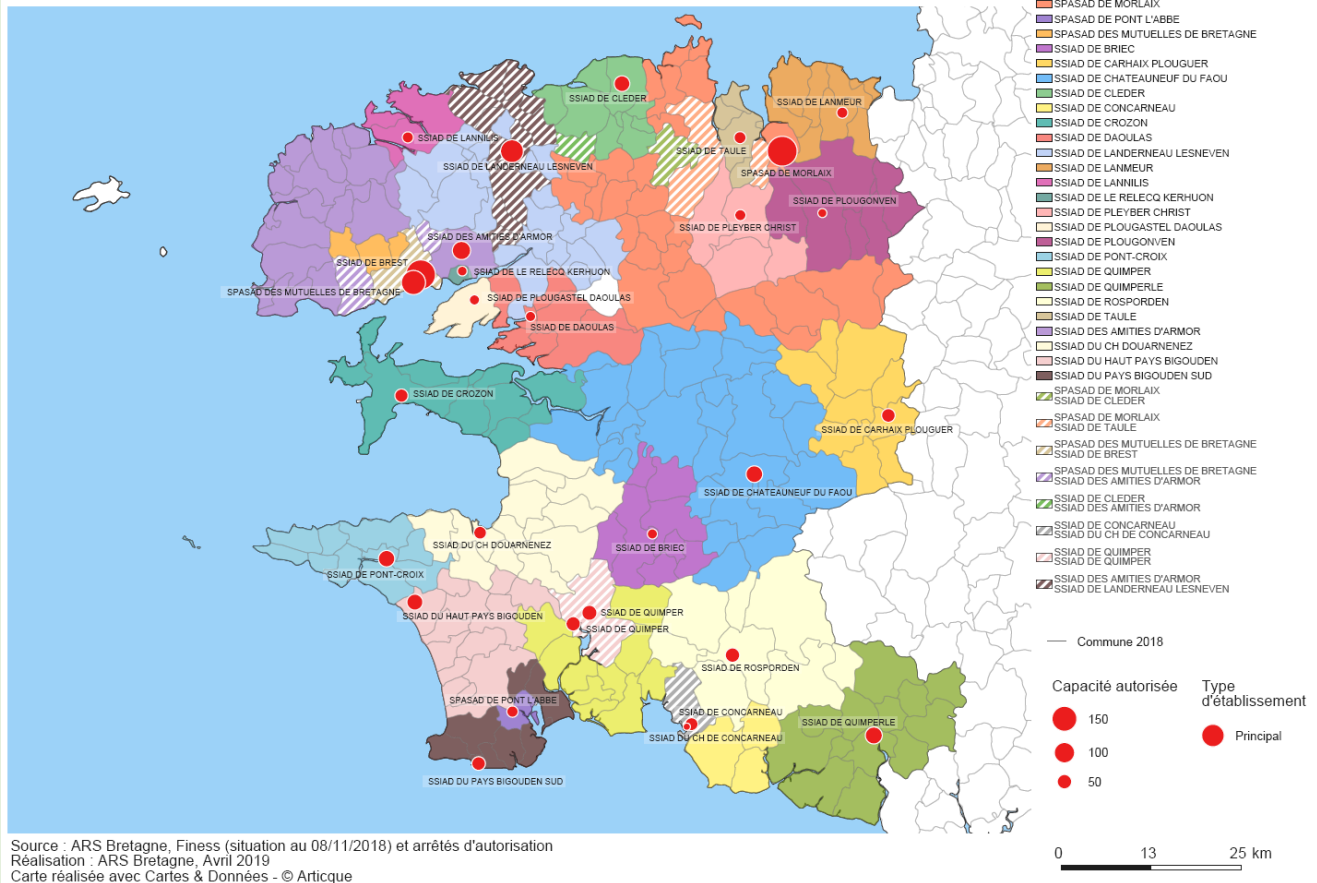 SSIAD DE CLEDER
SSIAD DE LANMEUR
SSIAD DE LANNILIS
SSIAD DE TAULE
SSIAD DE LANDERNEAU LESNEVEN
SPASAD DE MORLAIX
SSIAD DE PLOUGONVEN
SSIAD DE PLEYBER CHRIST
SSIAD DES AMITIES D'ARMOR
SSIAD DE BREST
SSIAD DE LE RELECQ KERHUON
SPASAD DES MUTUELLES DE BRETAGNE
SSIAD DE PLOUGASTEL DAOULAS
SSIAD DE DAOULAS
SSIAD DE CROZON
SSIAD DE CARHAIX PLOUGUER
SSIAD DE CHATEAUNEUF DU FAOU
SSIAD DU CH DOUARNENEZ
SSIAD DE BRIEC
SSIAD DE PONT-CROIX
SSIAD DU HAUT PAYS BIGOUDEN
SSIAD DE QUIMPER
SSIAD DE QUIMPER
SSIAD DE ROSPORDEN
SPASAD DE PONT L'ABBE
SSIAD DE CONCARNEAU
SSIAD DE QUIMPERLE
SSIAD DU CH DE CONCARNEAU
SSIAD DU PAYS BIGOUDEN SUD
SPASAD DE MORLAIX
SPASAD DE PONT L'ABBE
SPASAD DES MUTUELLES DE BRETAGNE
SSIAD DE BRIEC
SSIAD DE CARHAIX PLOUGUER
SSIAD DE CHATEAUNEUF DU FAOU
SSIAD DE CLEDER
SSIAD DE CONCARNEAU
SSIAD DE CROZON
SSIAD DE DAOULAS
SSIAD DE LANDERNEAU LESNEVEN
SSIAD DE LANMEUR
SSIAD DE LANNILIS
SSIAD DE LE RELECQ KERHUON
SSIAD DE PLEYBER CHRIST
SSIAD DE PLOUGASTEL DAOULAS
SSIAD DE PLOUGONVEN
SSIAD DE PONT-CROIX
SSIAD DE QUIMPER
SSIAD DE QUIMPERLE
SSIAD DE ROSPORDEN
SSIAD DE TAULE
SSIAD DES AMITIES D'ARMOR
SSIAD DU CH DOUARNENEZ
SSIAD DU HAUT PAYS BIGOUDEN
SSIAD DU PAYS BIGOUDEN SUD
SPASAD DE MORLAIX
SSIAD DE CLEDER
SPASAD DE MORLAIX
SSIAD DE TAULE
SPASAD DES MUTUELLES DE BRETAGNE
SSIAD DE BREST
SPASAD DES MUTUELLES DE BRETAGNE
SSIAD DES AMITIES D'ARMOR
SSIAD DE CLEDER
SSIAD DES AMITIES D'ARMOR
SSIAD DE CONCARNEAU
SSIAD DU CH DE CONCARNEAU
SSIAD DE QUIMPER
SSIAD DE QUIMPER
SSIAD DES AMITIES D'ARMOR
SSIAD DE LANDERNEAU LESNEVEN
Commune 2018
Capacité autorisée
150
100
50
Type
d'établissement
Principal
0 13 25 km
Source : ARS Bretagne, Finess (situation au 08/11/2018) et arrêtés d'autorisation
Réalisation : ARS Bretagne, Avril 2019
Carte réalisée avec Cartes & Données - © Articque